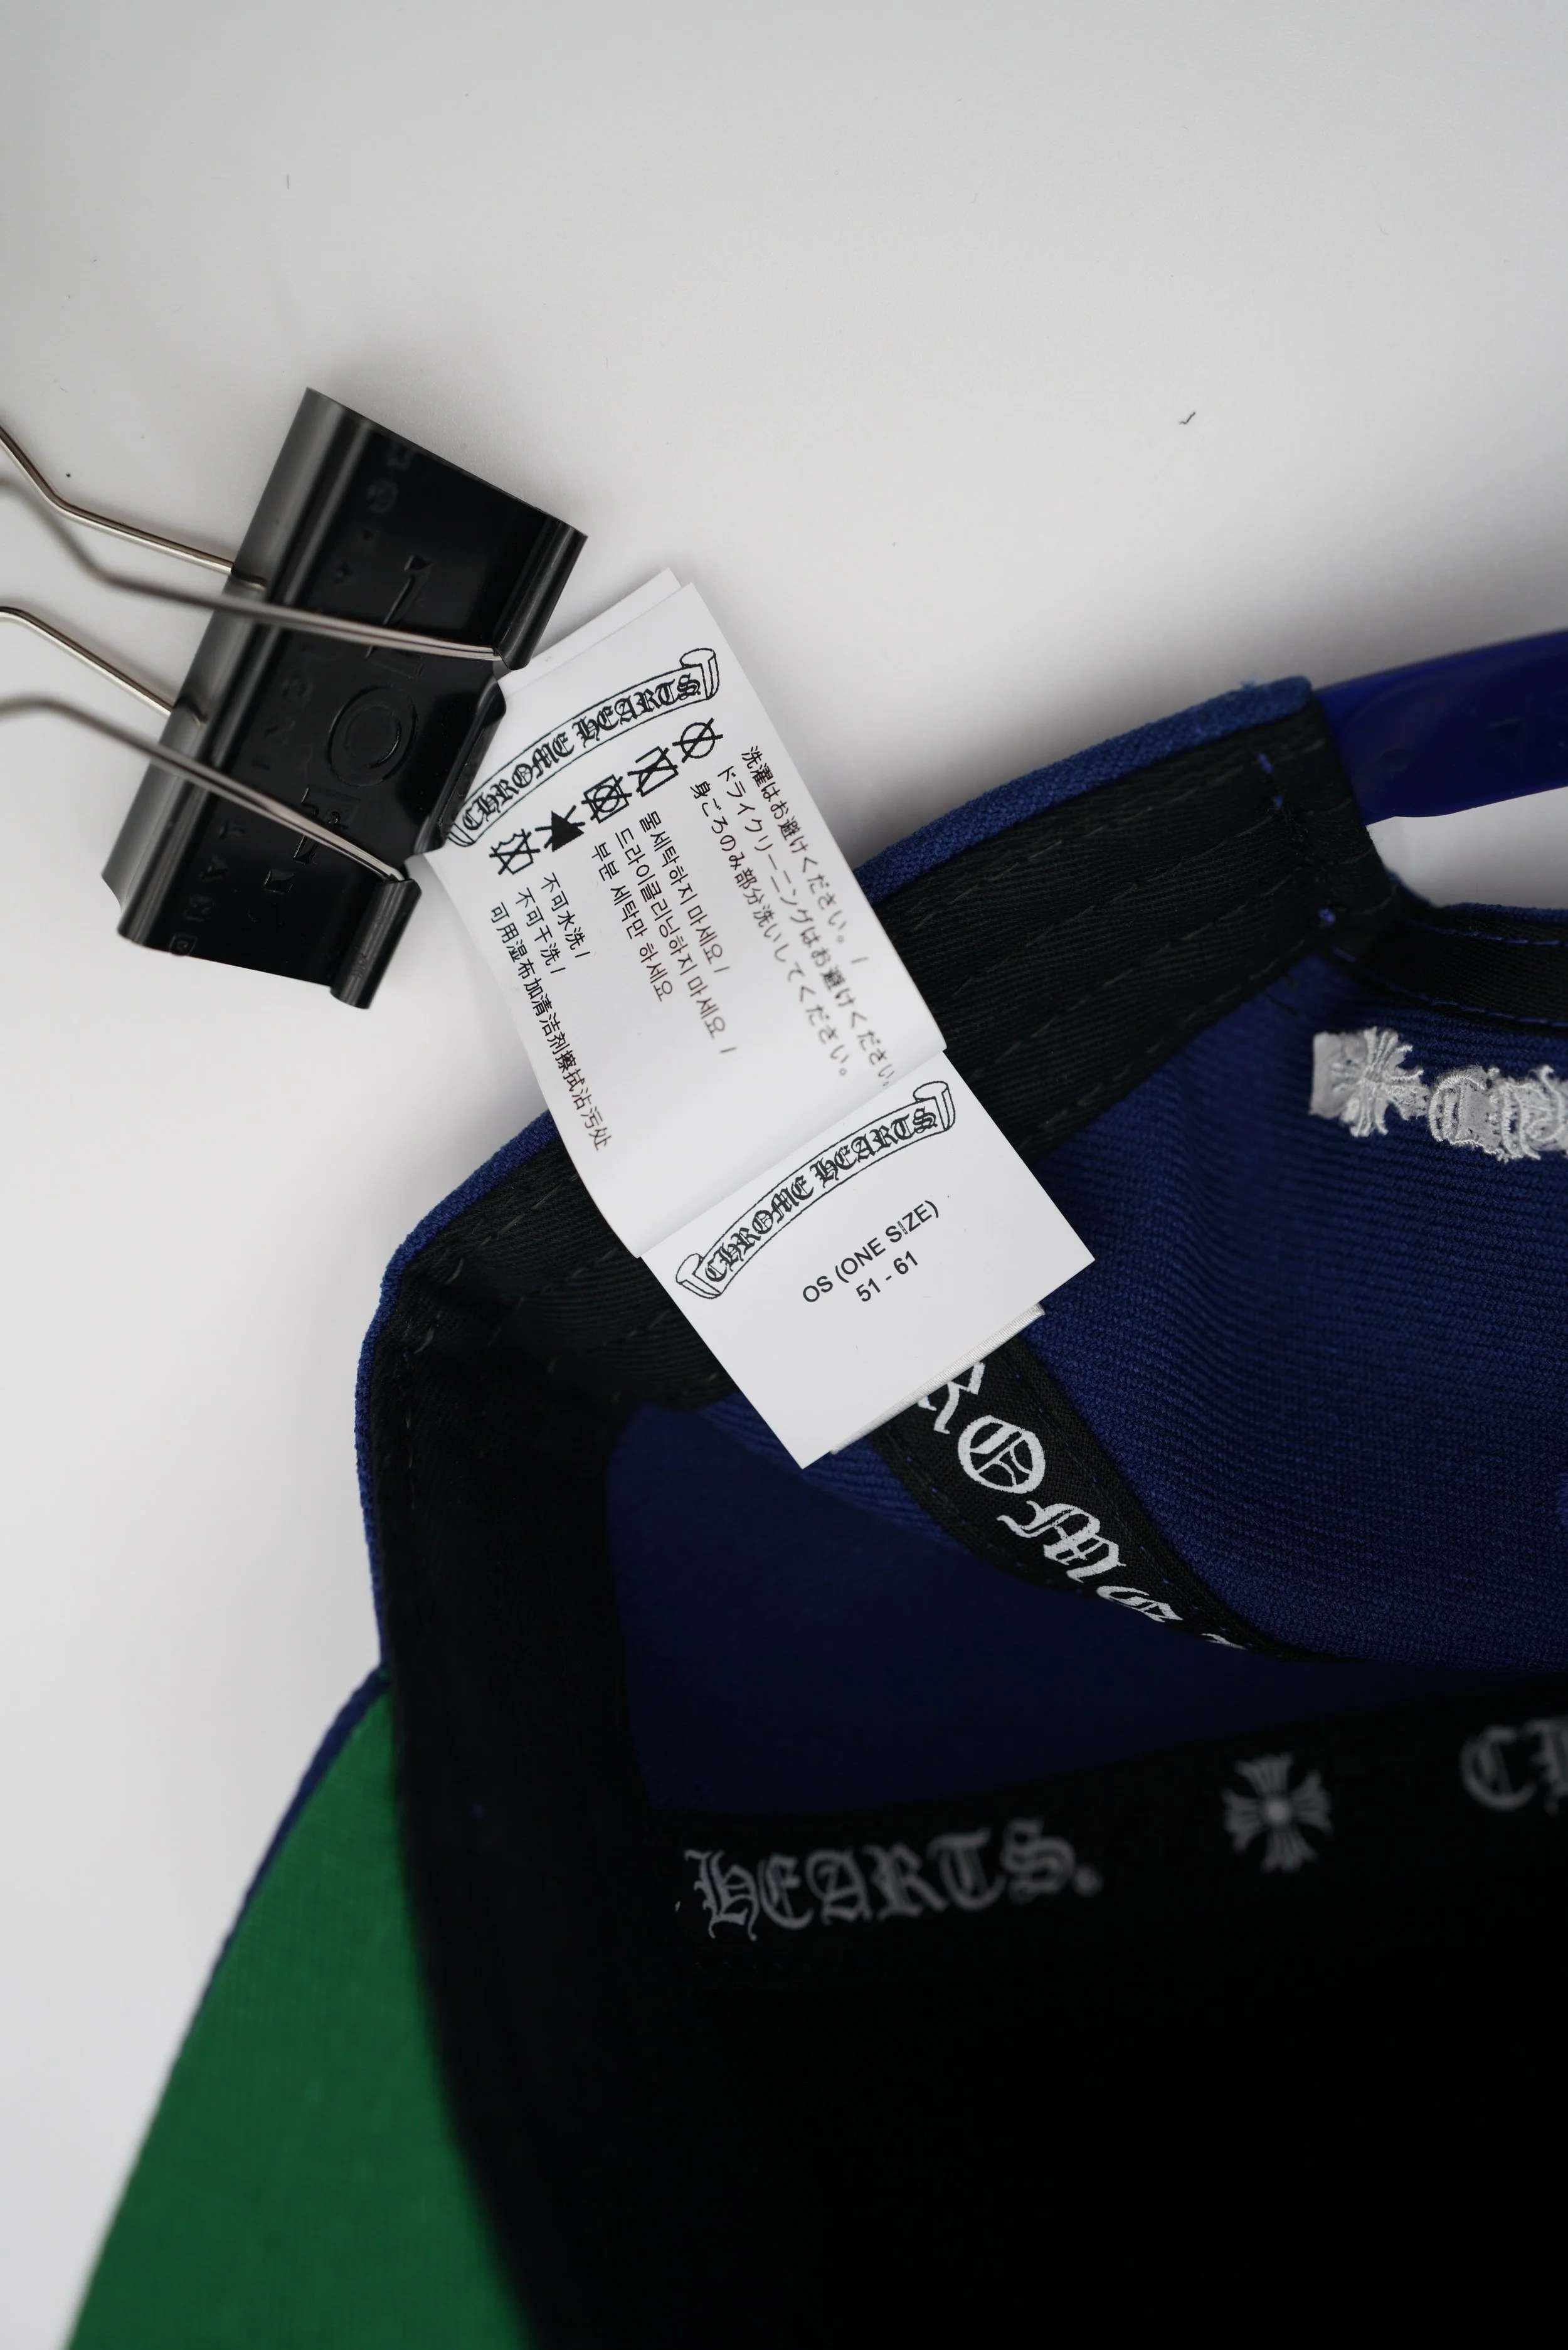 CHROME HEARTS
洗濯はお避けください。/
ドライクリーニングはお避けください。
身ごろのみ部分洗いしてください。
물세탁하지 마세요 /
드라이클리닝하지 마세요 /
부분 세탁만 하세요
不可水洗 /
不可干洗 /
可用湿布加清洁剂擦拭沾污处
CHROME HEARTS
OS (ONE SIZE)
51 - 61
ROME
HEARTS.